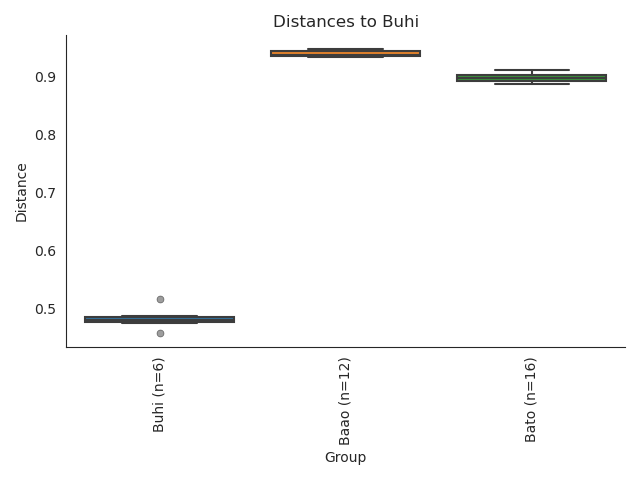 Distances to Buhi
Distance
0.9
0.8
0.7
0.6
0.5
Buhi (n=6)
Baao (n=12)
Bato (n=16)
Group